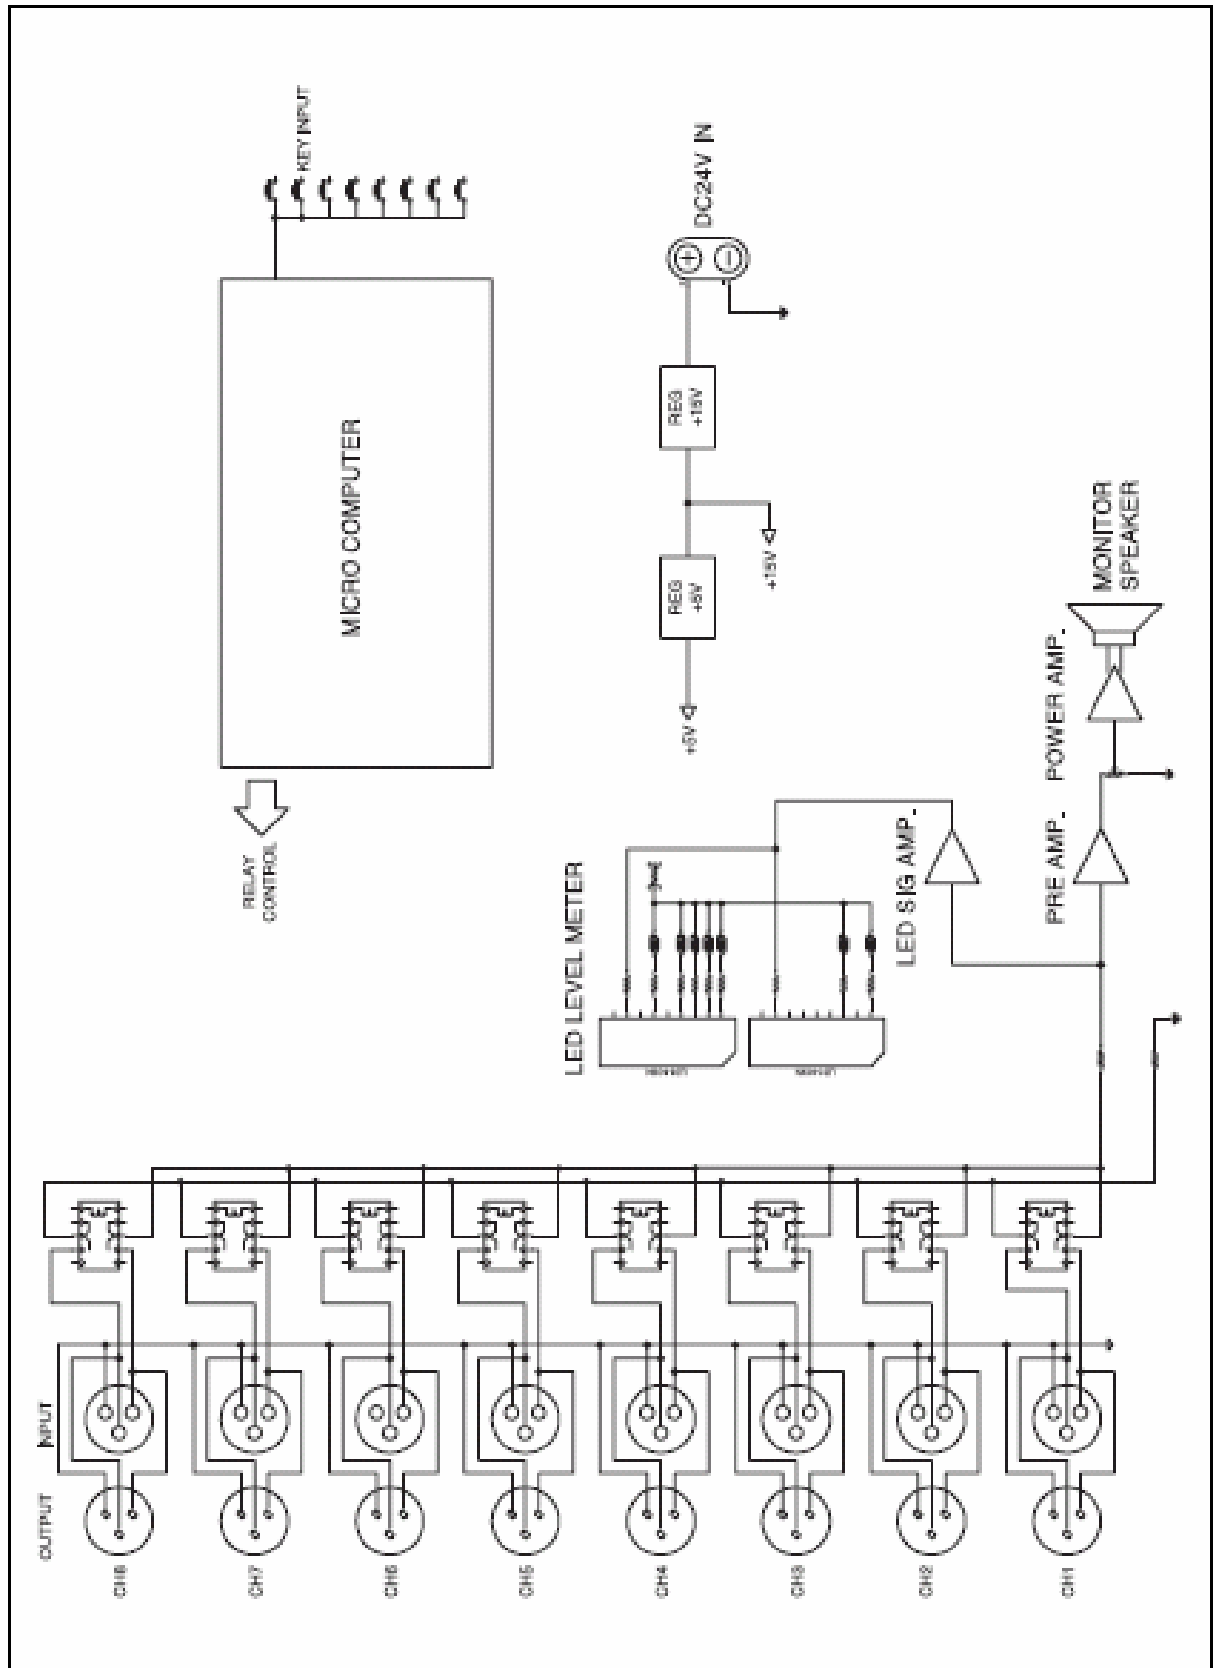 KEY INPUT
MICRO COMPUTER
RELAY
CONTROL
DC24V IN
REG
+15V
REG
+5V
+15V
+5V
MONITOR
SPEAKER
POWER AMP.
PRE AMP.
LED SIG AMP.
LED LEVEL METER
INPUT
OUTPUT
CH8
CH7
CH6
CH5
CH4
CH3
CH2
CH1